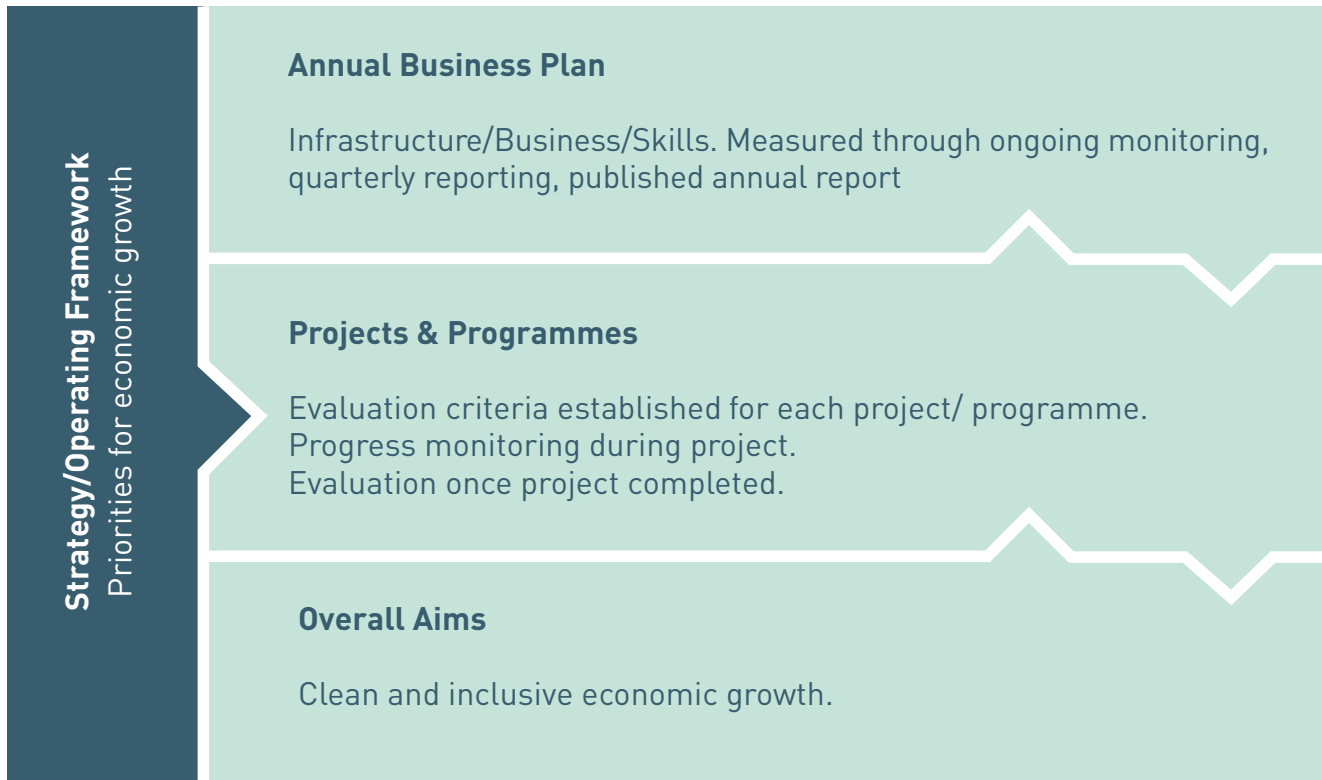 Strategy/Operating Framework
Priorities for economic growth
Annual Business Plan
Infrastructure/Business/Skills. Measured through ongoing monitoring,
quarterly reporting, published annual report
Projects & Programmes
Evaluation criteria established for each project/ programme.
Progress monitoring during project.
Evaluation once project completed.
Overall Aims
Clean and inclusive economic growth.